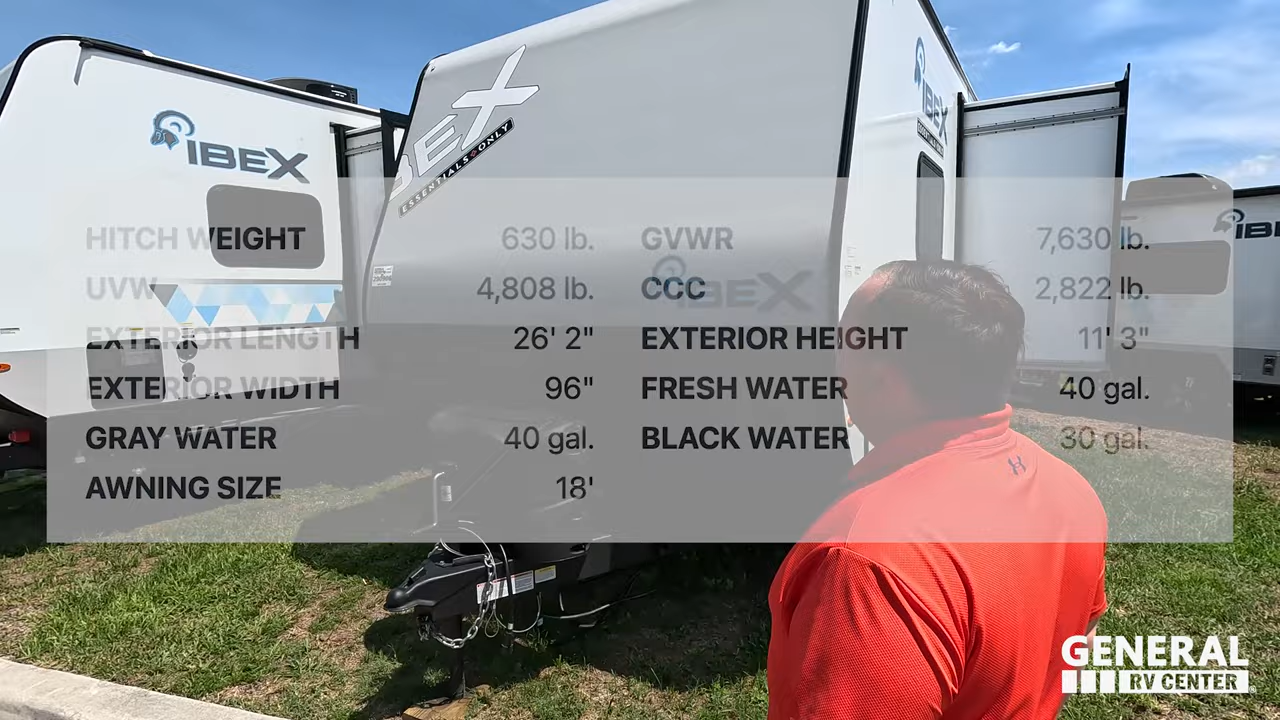 IBEX
BEX
ESSENTIALS ONLY
IBEX
HITCH WEIGHT 630 lb. GVWR 7,630 lb.
UVW 4,808 lb. CCC 2,822 lb.
EXTERIOR LENGTH 26' 2" EXTERIOR HEIGHT 11' 3"
EXTERIOR WIDTH 96" FRESH WATER 40 gal.
GRAY WATER 40 gal. BLACK WATER 30 gal.
AWNING SIZE 18'
IBEX
IB
GENERAL
RV CENTER